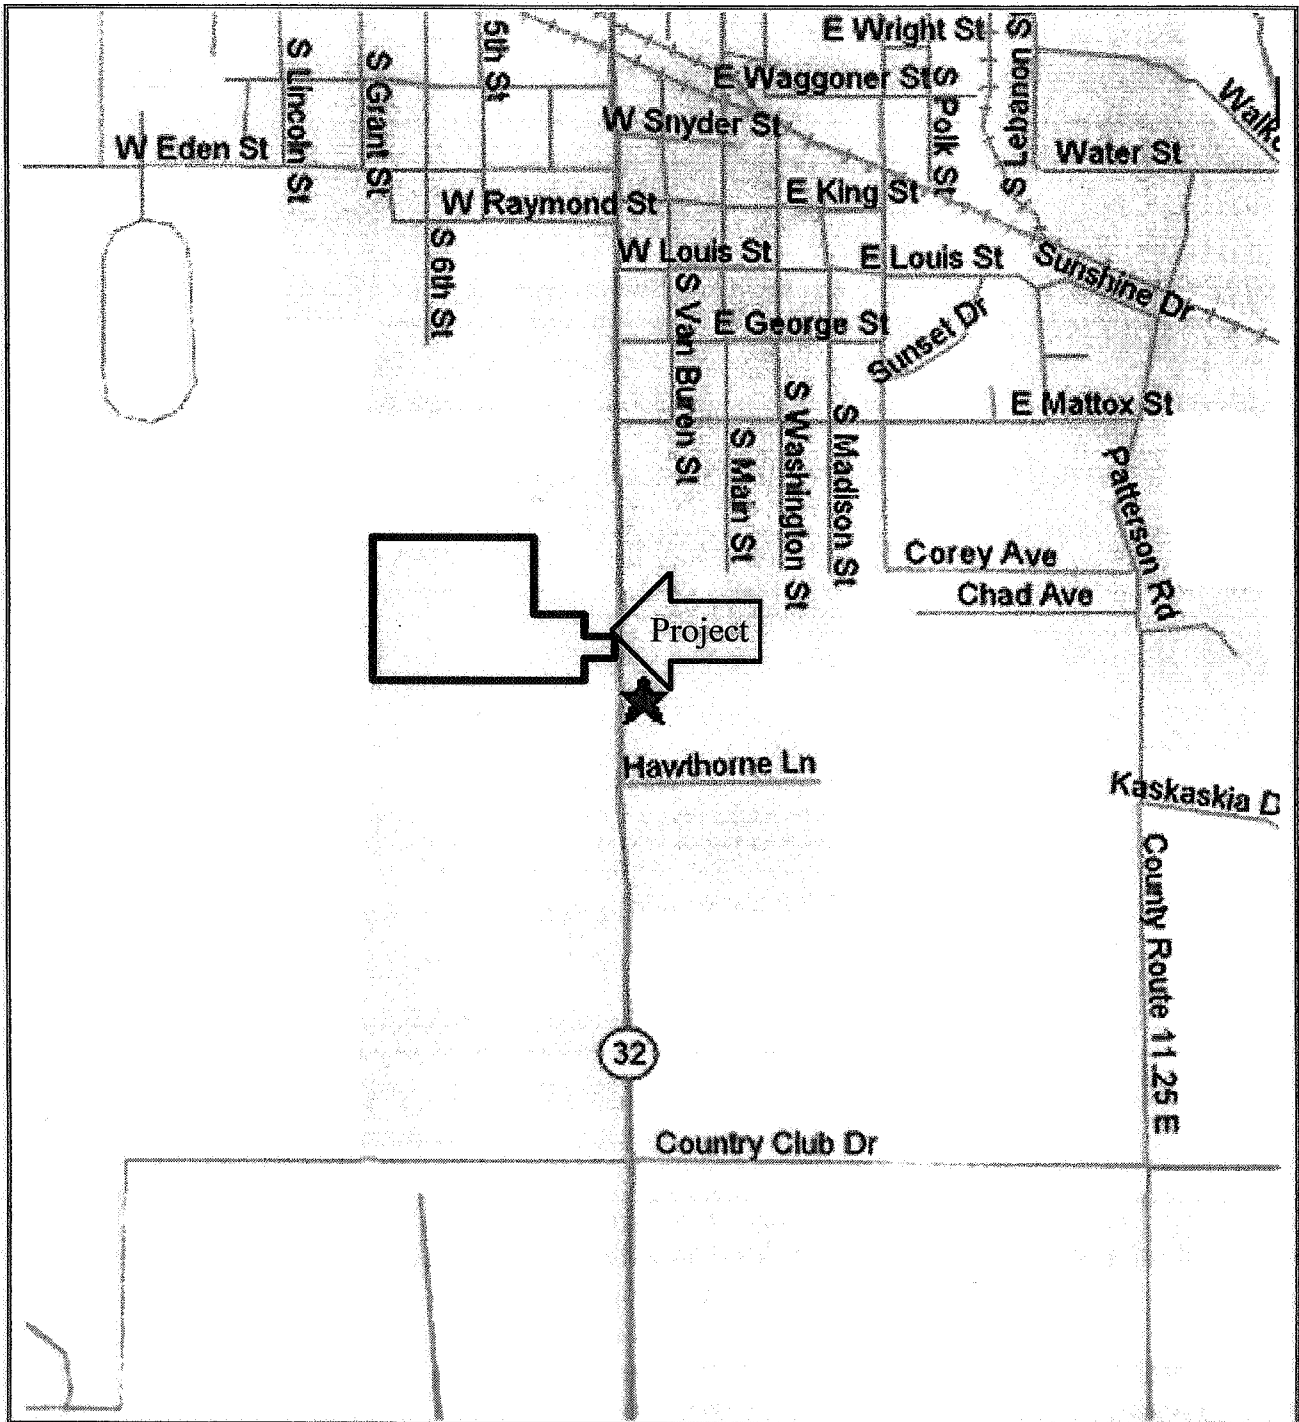 E Wright St
S Lincoln St
S Grant St
5th St
E Waggoner St
S Polk St
S Lebanon S
Walke
W Snyder St
W Eden St
Water St
E King St
W Raymond St
S 6th St
W Louis St
E Louis St
Sunshine Dr
S Van Buren St
E George St
Sunset Dr
E Mattox St
S Main St
S Washington St
S Madison St
Patterson Rd
Corey Ave
Chad Ave
Project
Hawthorne Ln
Kaskaskia D
County Route 11.25 E
32
Country Club Dr